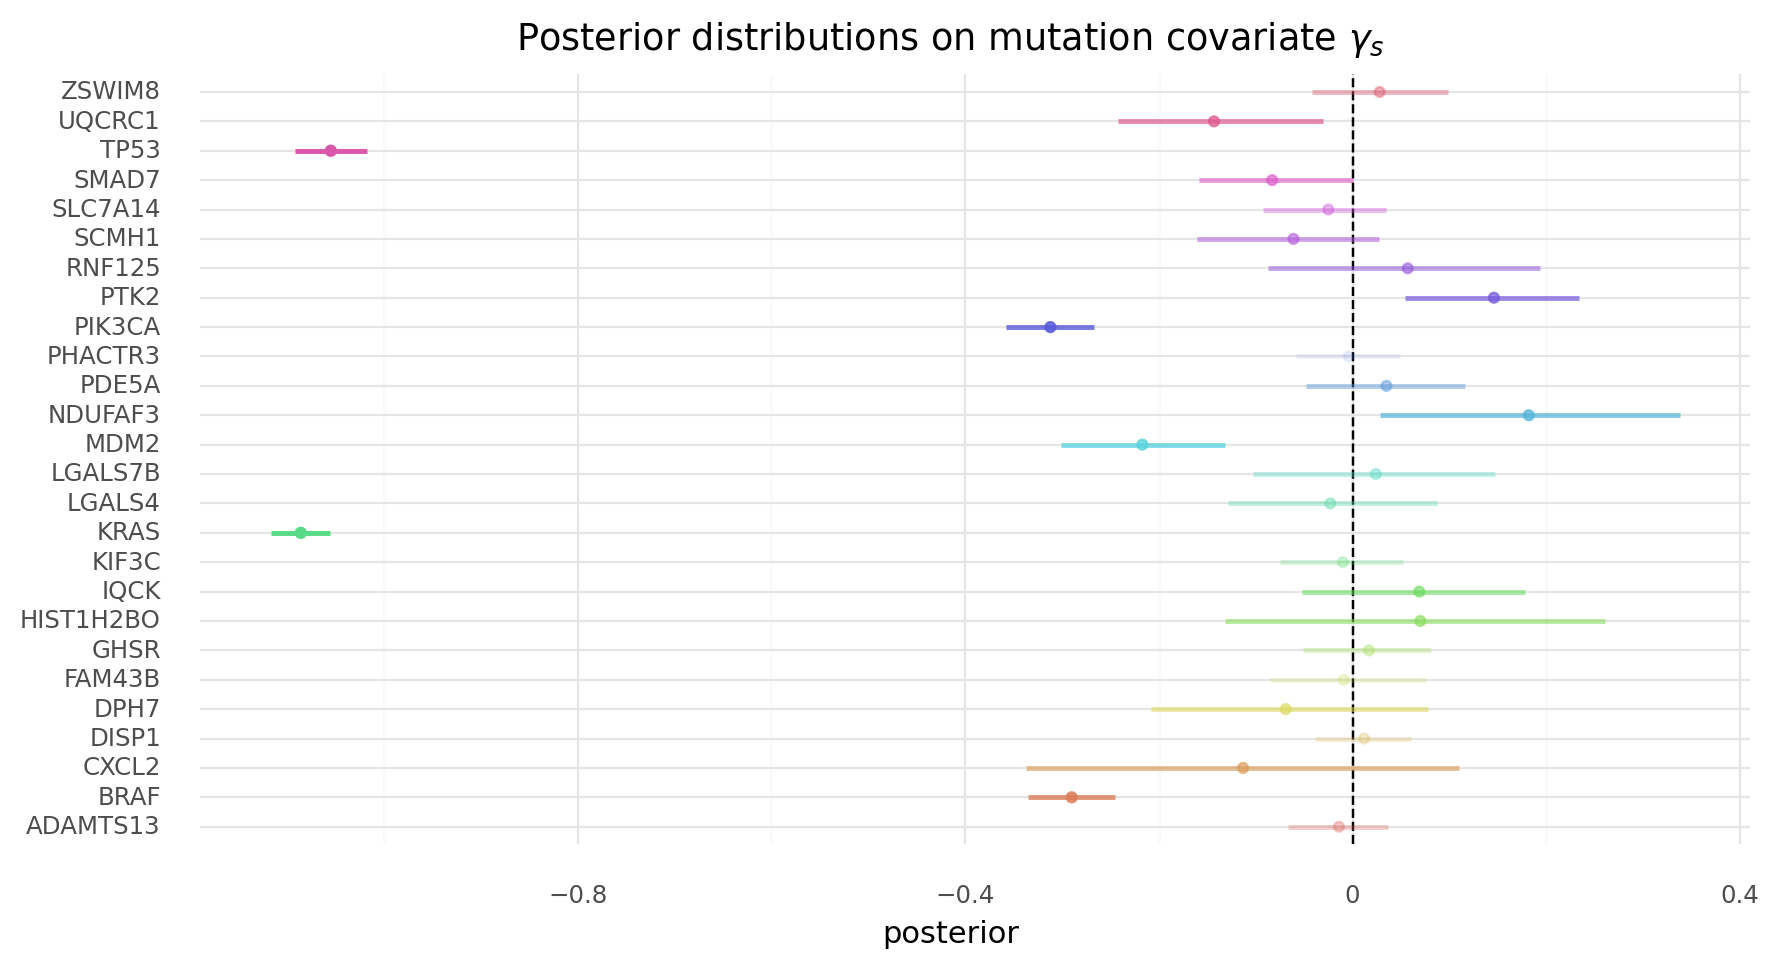 Posterior distributions on mutation covariate γₛ
ZSWIM8
UQCRC1
TP53
SMAD7
SLC7A14
SCMH1
RNF125
PTK2
PIK3CA
PHACTR3
PDE5A
NDUFAF3
MDM2
LGALS7B
LGALS4
KRAS
KIF3C
IQCK
HIST1H2BO
GHSR
FAM43B
DPH7
DISP1
CXCL2
BRAF
ADAMTS13
−0.8 −0.4 0 0.4
posterior